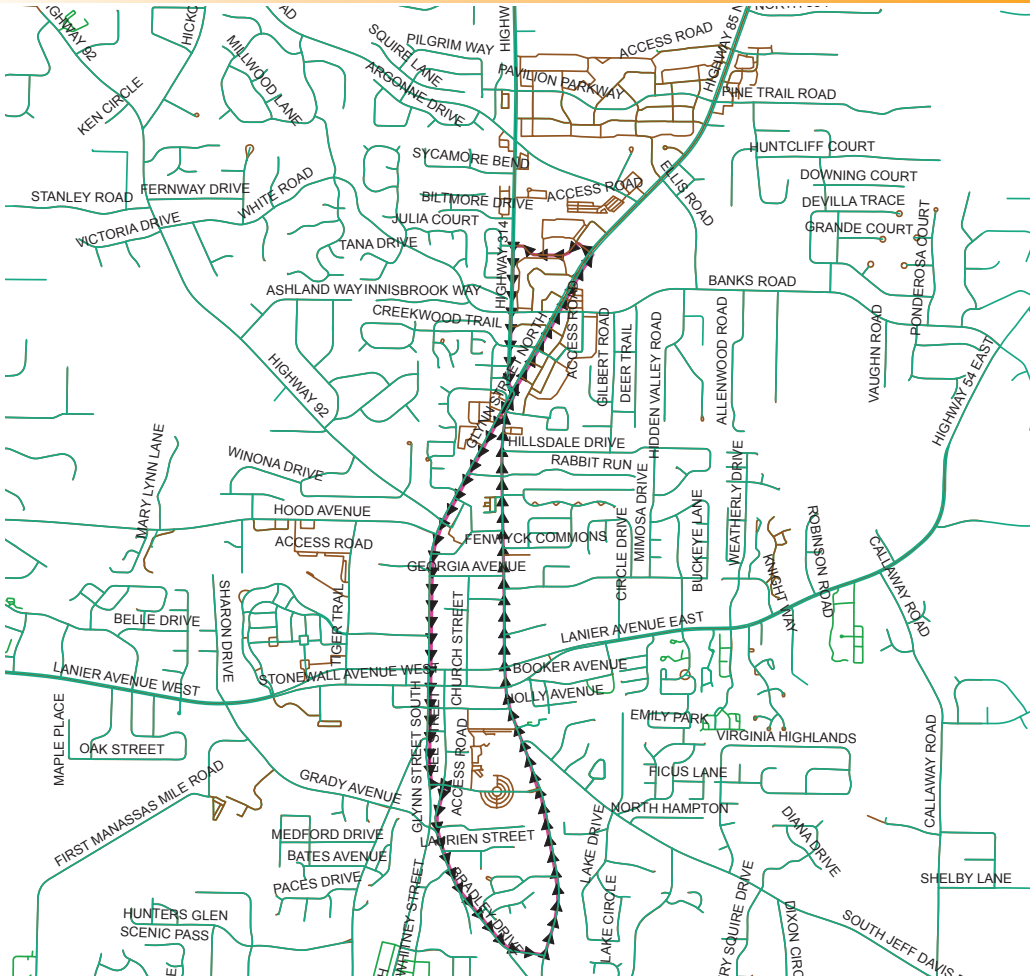 HIGHWAY 92
HICKO
AD
HIGHW
HIGHWAY 85 N
MILLWOOD LANE
SQUIRE LANE
PILGRIM WAY
ACCESS ROAD
ARGONNE DRIVE
PAVILION PARKWAY
PINE TRAIL ROAD
KEN CIRCLE
SYCAMORE BEND
HUNTCLIFF COURT
ELLIS ROAD
DOWNING COURT
STANLEY ROAD
FERNWAY DRIVE
WHITE ROAD
BILTMORE DRIVE
ACCESS ROAD
DEVILLA TRACE
VICTORIA DRIVE
JULIA COURT
GRANDE COURT
TANA DRIVE
HIGHWAY 314
PONDEROSA COURT
ASHLAND WAY
INNISBROOK WAY
BANKS ROAD
CREEKWOOD TRAIL
ACCESS ROAD
GILBERT ROAD
DEER TRAIL
HIDDEN VALLEY ROAD
ALLENWOOD ROAD
VAUGHN ROAD
HIGHWAY 54 EAST
HIGHWAY 92
GLYNN STREET NORTH
HILLSDALE DRIVE
MARY LYNN LANE
WINONA DRIVE
RABBIT RUN
HOOD AVENUE
MIMOSA DRIVE
BUCKEYE LANE
WEATHERLY DRIVE
ROBINSON ROAD
ACCESS ROAD
FENWYCK COMMONS
CIRCLE DRIVE
KNIGHT WAY
CALLAWAY ROAD
GEORGIA AVENUE
SHARON DRIVE
TIGER TRAIL
CHURCH STREET
BELLE DRIVE
LANIER AVENUE EAST
LANIER AVENUE WEST
STONEWALL AVENUE WEST
BOOKER AVENUE
HOLLY AVENUE
MAPLE PLACE
OAK STREET
GLYNN STREET SOUTH
LEE STREET
ACCESS ROAD
EMILY PARK
VIRGINIA HIGHLANDS
FIRST MANASSAS MILE ROAD
GRADY AVENUE
FICUS LANE
CALLAWAY ROAD
NORTH HAMPTON
MEDFORD DRIVE
LAURIEN STREET
LAKE DRIVE
DIANA DRIVE
BATES AVENUE
PACES DRIVE
BRADLEY DRIVE
SHELBY LANE
HUNTERS GLEN
WHITNEY STREET
LAKE CIRCLE
RY SQUIRE DRIVE
DIXON CIRC
SOUTH JEFF DAVIS
SCENIC PASS